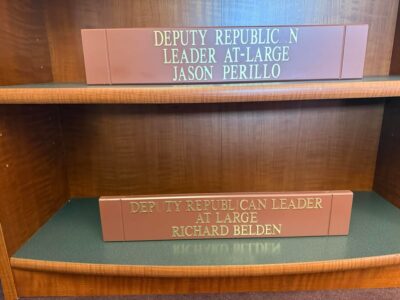 DEPUTY REPUBLIC N
LEADER AT-LARGE
JASON PERILLO
DEP TY REPUBLICAN LEADER
AT LARGE
RICHARD BELDEN